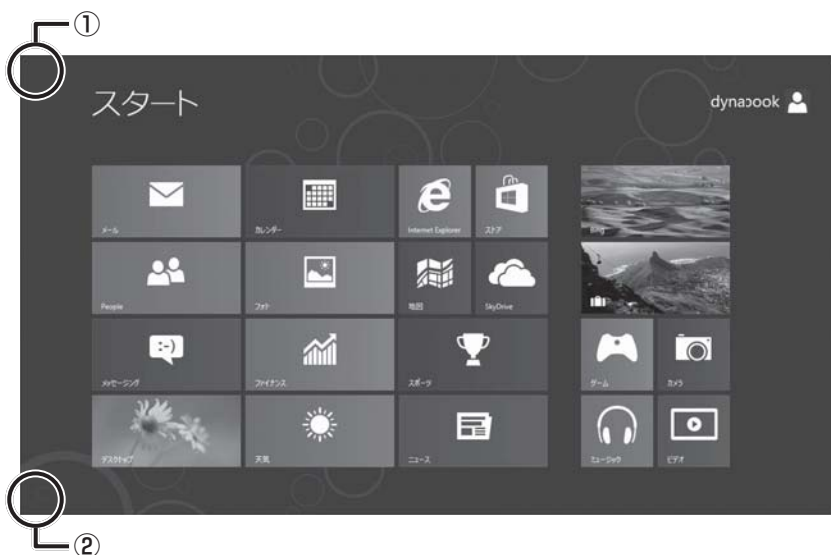 ①
スタート
dynabook
メール
カレンダー
Internet Explorer
ストア
Bing
People
フォト
地図
SkyDrive
メッセージング
ファイナンス
スポーツ
ゲーム
カメラ
デスクトップ
天気
ニュース
ミュージック
ビデオ
②